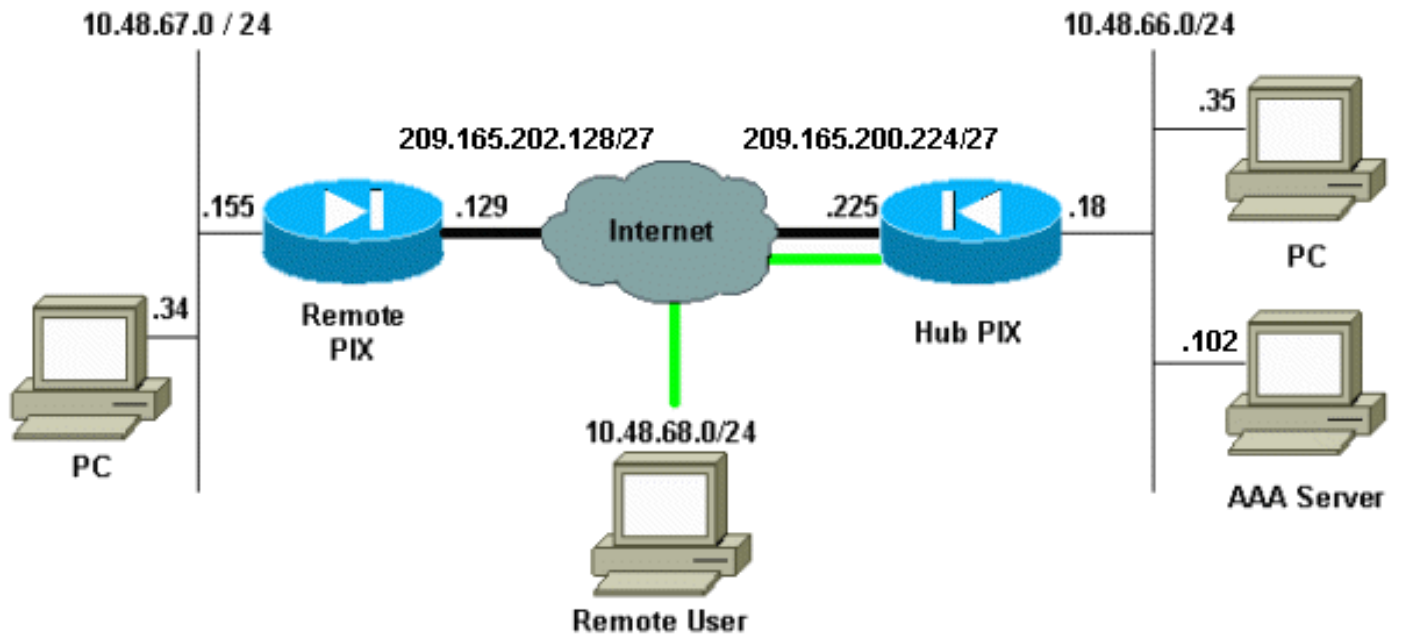 10.48.67.0 / 24
10.48.66.0/24
.35
209.165.202.128/27
209.165.200.224/27
.155
.129
Internet
.225
.18
PC
.34
Remote
PIX
Hub PIX
.102
10.48.68.0/24
PC
AAA Server
Remote User